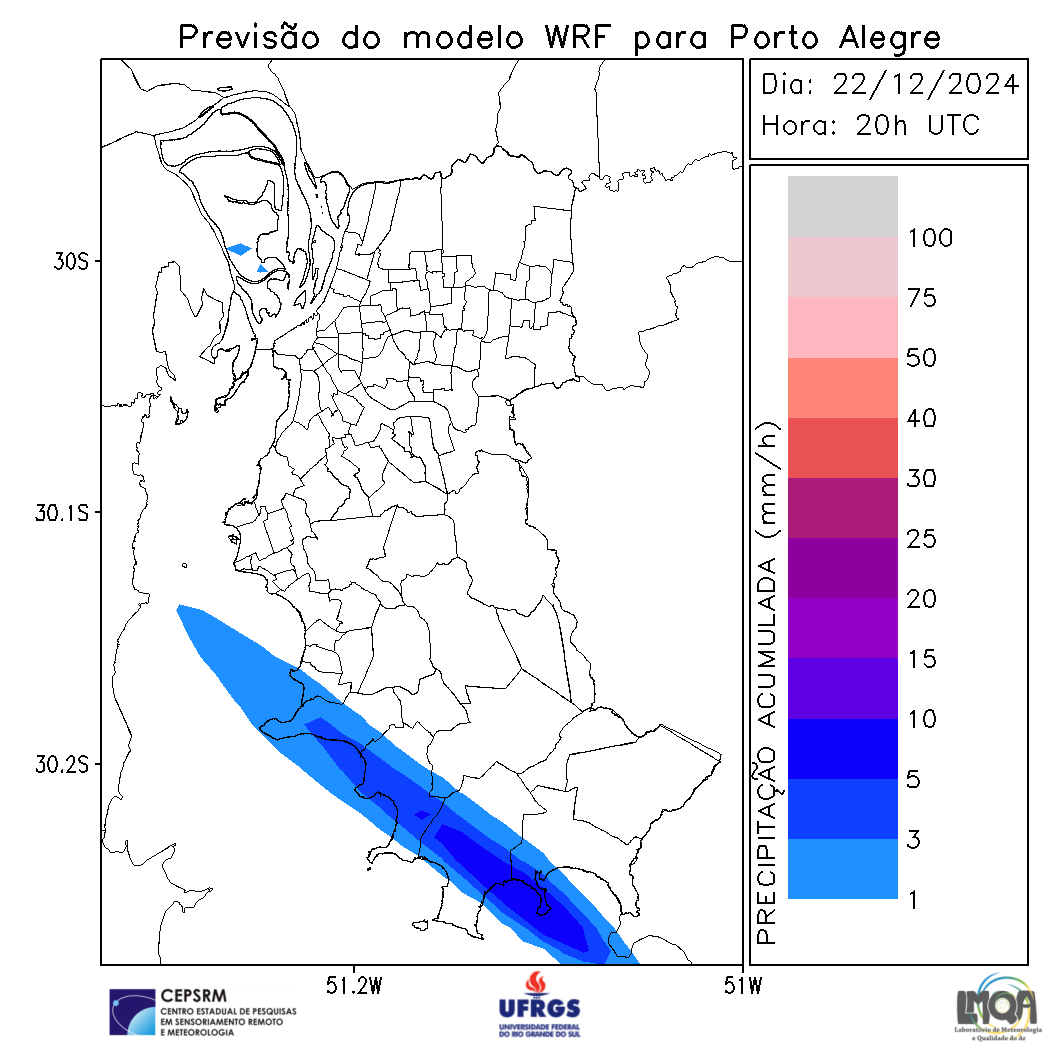 Previsão do modelo WRF para Porto Alegre
Dia: 22/12/2024
Hora: 20h UTC
30S
30.1S
30.2S
51.2W
51W
PRECIPITAÇÃO ACUMULADA (mm/h)
100
75
50
40
30
25
20
15
10
5
3
1
CEPSRM
CENTRO ESTADUAL DE PESQUISAS
EM SENSORIAMENTO REMOTO
E METEOROLOGIA
UFRGS
UNIVERSIDADE FEDERAL
DO RIO GRANDE DO SUL
LMQA
Laboratório de Meteorologia
e Qualidade do Ar